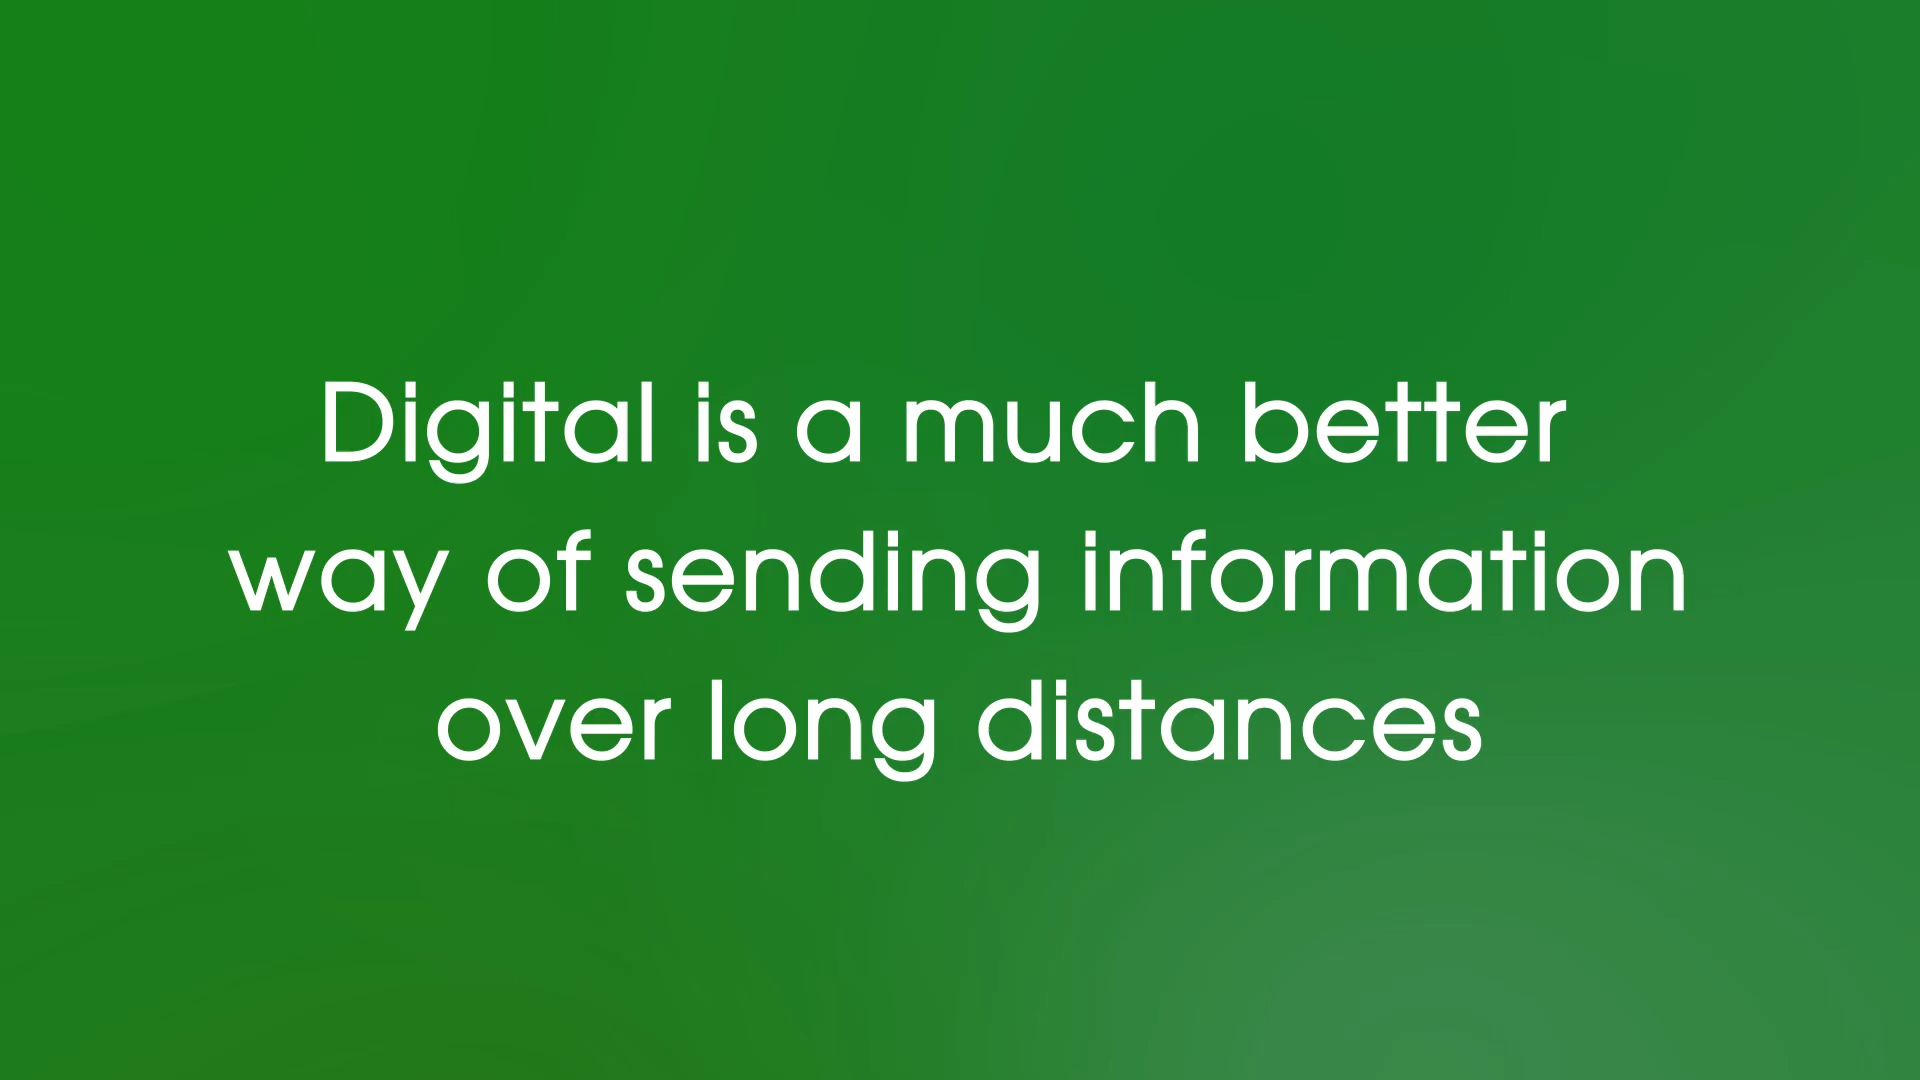 Digital is a much better
way of sending information
over long distances